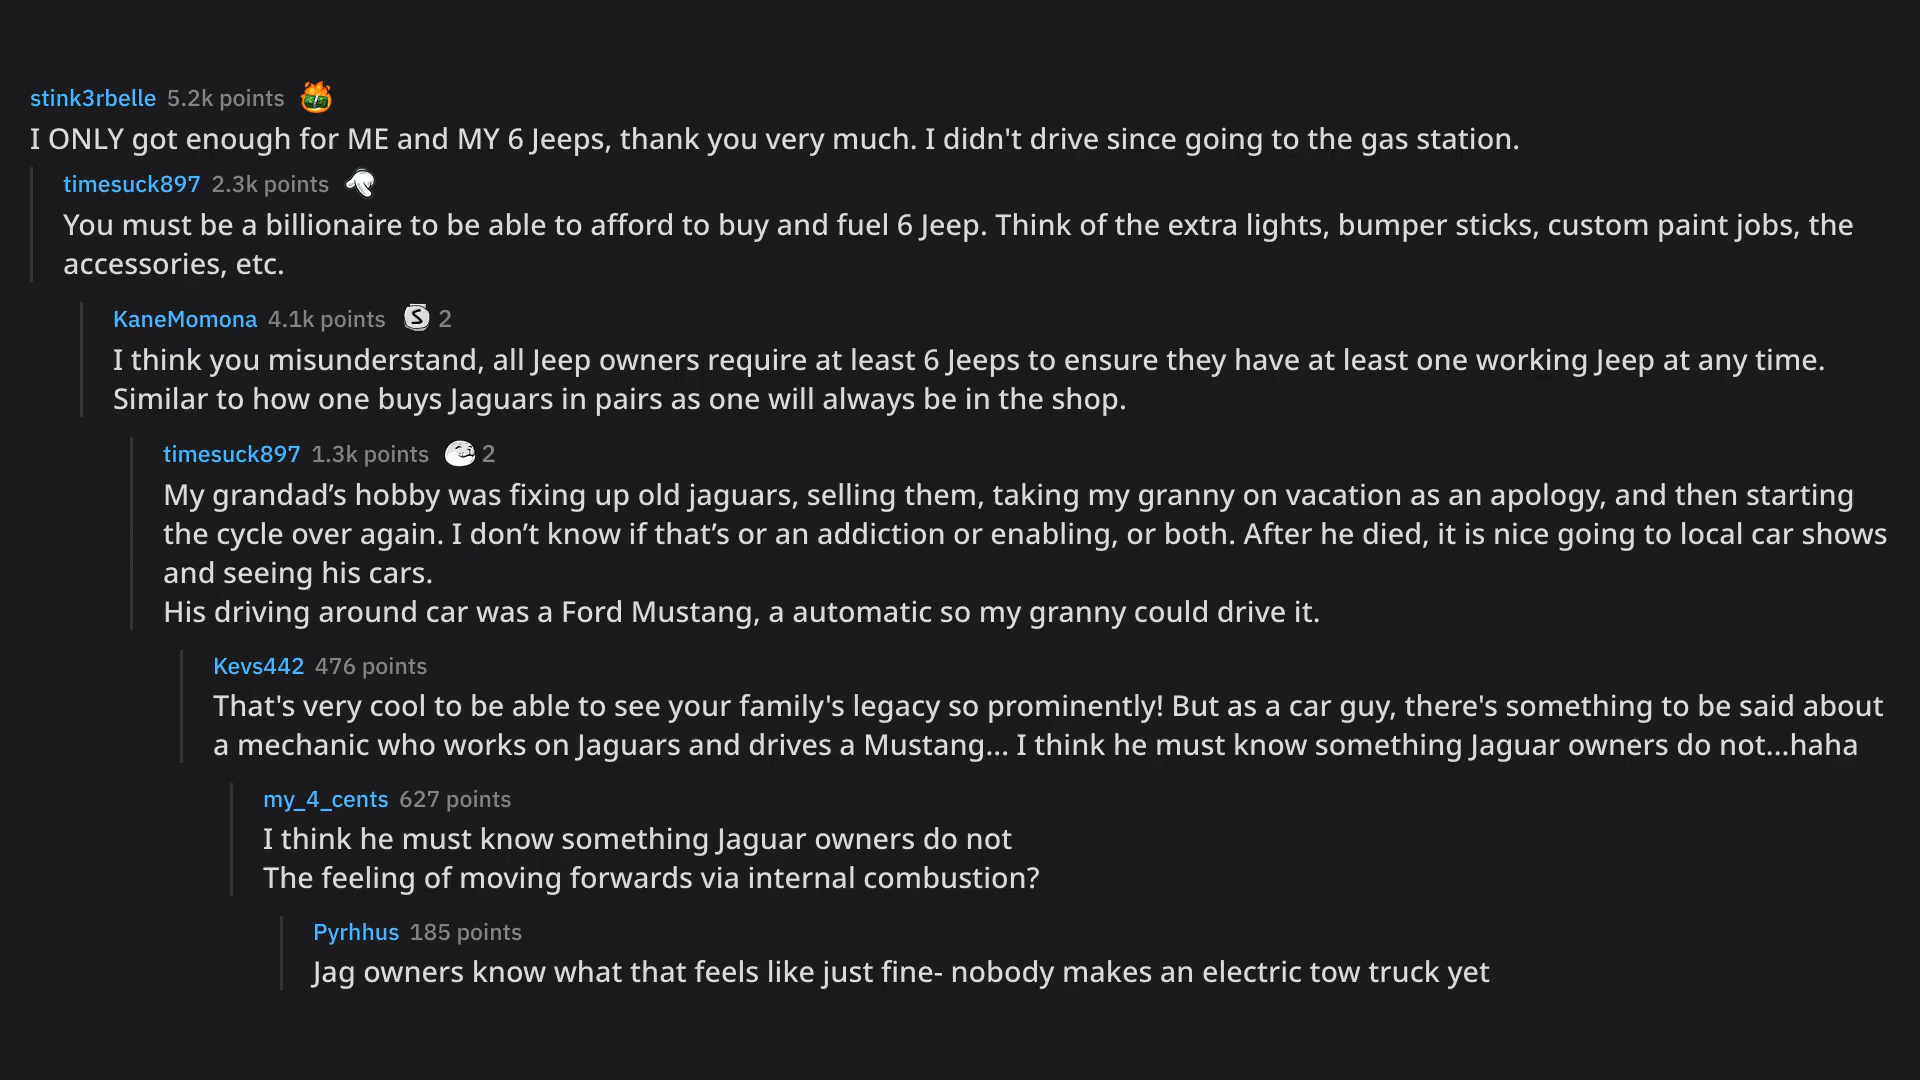 stink3rbelle 5.2k points
I ONLY got enough for ME and MY 6 Jeeps, thank you very much. I didn't drive since going to the gas station.
timesuck897 2.3k points
You must be a billionaire to be able to afford to buy and fuel 6 Jeep. Think of the extra lights, bumper sticks, custom paint jobs, the
accessories, etc.
KaneMomona 4.1k points S 2
I think you misunderstand, all Jeep owners require at least 6 Jeeps to ensure they have at least one working Jeep at any time.
Similar to how one buys Jaguars in pairs as one will always be in the shop.
timesuck897 1.3k points 2
My grandad’s hobby was fixing up old jaguars, selling them, taking my granny on vacation as an apology, and then starting
the cycle over again. I don’t know if that’s or an addiction or enabling, or both. After he died, it is nice going to local car shows
and seeing his cars.
His driving around car was a Ford Mustang, a automatic so my granny could drive it.
Kevs442 476 points
That's very cool to be able to see your family's legacy so prominently! But as a car guy, there's something to be said about
a mechanic who works on Jaguars and drives a Mustang... I think he must know something Jaguar owners do not...haha
my_4_cents 627 points
I think he must know something Jaguar owners do not
The feeling of moving forwards via internal combustion?
Pyrhhus 185 points
Jag owners know what that feels like just fine- nobody makes an electric tow truck yet